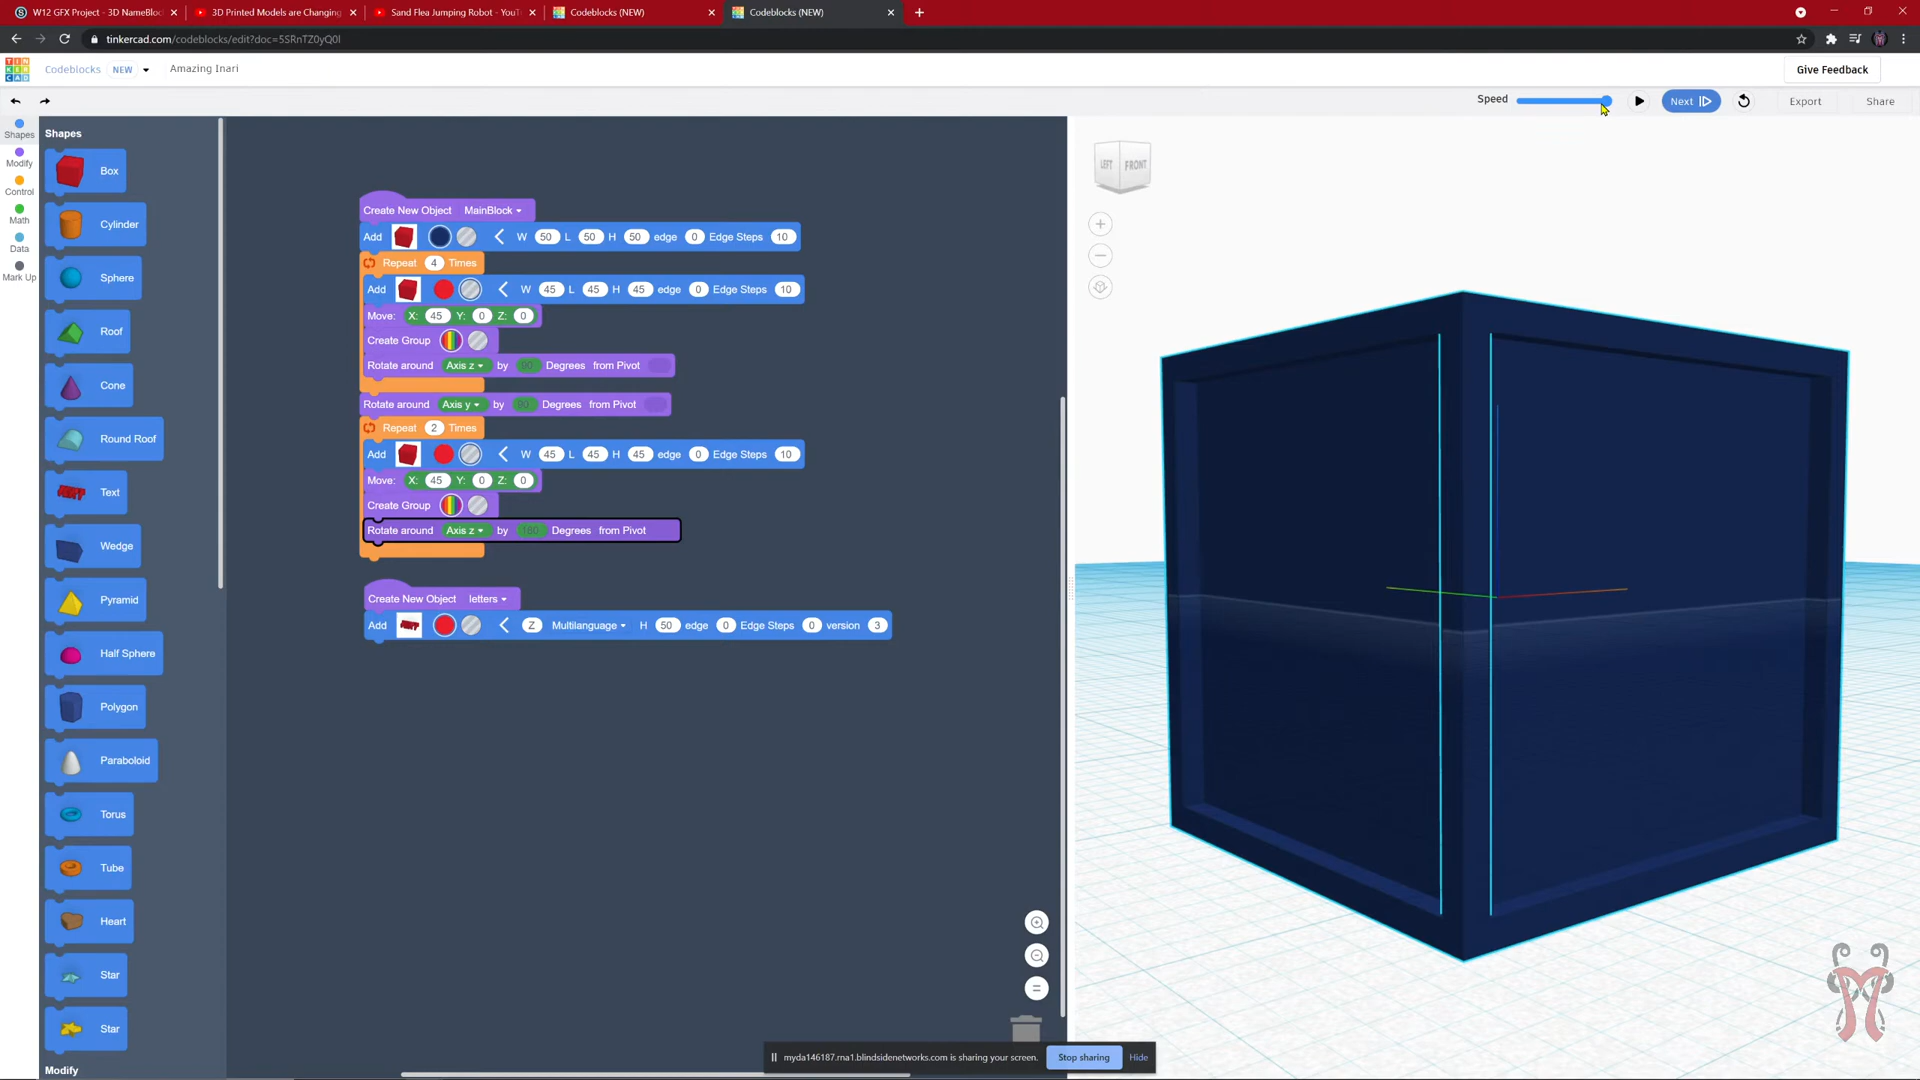 W12 GFX Project - 3D NameBloc
3D Printed Models are Changing
Sand Flea Jumping Robot - YouT
Codeblocks (NEW)
Codeblocks (NEW)
tinkercad.com/codeblocks/edit?doc=5SRnTZ0yQ0l
TIN
KER
CAD
Codeblocks NEW
Amazing Inari
Give Feedback
Speed
Next
Export
Share
Shapes
Modify
Control
Math
Data
Mark Up
Shapes
Box
Cylinder
Sphere
Roof
Cone
Round Roof
Text
Wedge
Pyramid
Half Sphere
Polygon
Paraboloid
Torus
Tube
Heart
Star
Star
Modify
Create New Object MainBlock
Add W 50 L 50 H 50 edge 0 Edge Steps 10
Repeat 4 Times
Add W 45 L 45 H 45 edge 0 Edge Steps 10
Move: X: 45 Y: 0 Z: 0
Create Group
Rotate around Axis z by 90 Degrees from Pivot
Rotate around Axis y by 90 Degrees from Pivot
Repeat 2 Times
Add W 45 L 45 H 45 edge 0 Edge Steps 10
Move: X: 45 Y: 0 Z: 0
Create Group
Rotate around Axis z by 180 Degrees from Pivot
Create New Object letters
Add Z Multilanguage H 50 edge 0 Edge Steps 0 version 3
LEFT
FRONT
myda146187.rna1.blindsidenetworks.com is sharing your screen.
Stop sharing
Hide